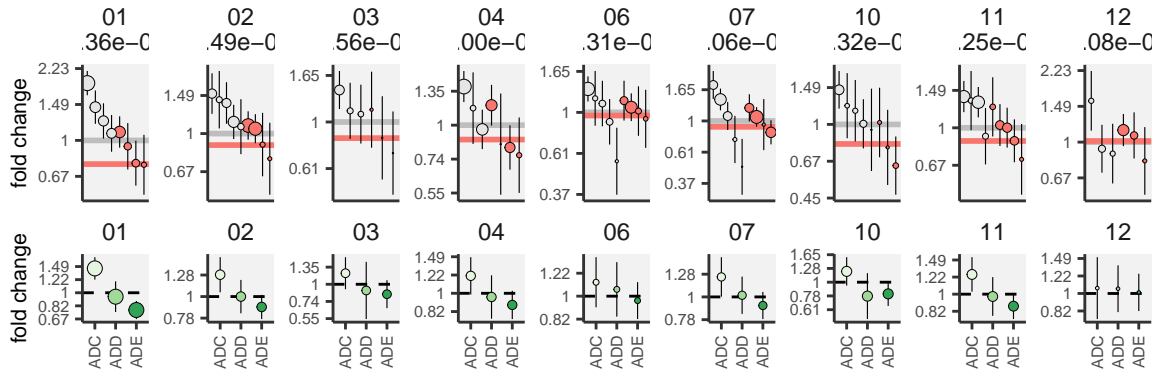 01 02 03 04 06 07 10 11 12
.36e−0 .49e−0 .56e−0 .00e−0 .31e−0 .06e−0 .32e−0 .25e−0 .08e−0
fold change
2.23 1.49 1 0.67
1.49 1 0.67
1.65 1 0.61
1.35 1 0.74 0.55
1.65 1 0.61 0.37
1.65 1 0.61 0.37
1.49 1 0.67 0.45
1.49 1 0.67
2.23 1.49 1 0.67
01 02 03 04 06 07 10 11 12
fold change
1.49 1.22 1 0.82 0.67
1.28 1 0.78
1.35 1 0.74 0.55
1.49 1.22 1 0.82
1.22 1 0.82
1.28 1 0.78
1.65 1.28 1 0.78 0.61
1.49 1.22 1 0.82
1.49 1.22 1 0.82
ADC ADD ADE
ADC ADD ADE
ADC ADD ADE
ADC ADD ADE
ADC ADD ADE
ADC ADD ADE
ADC ADD ADE
ADC ADD ADE
ADC ADD ADE